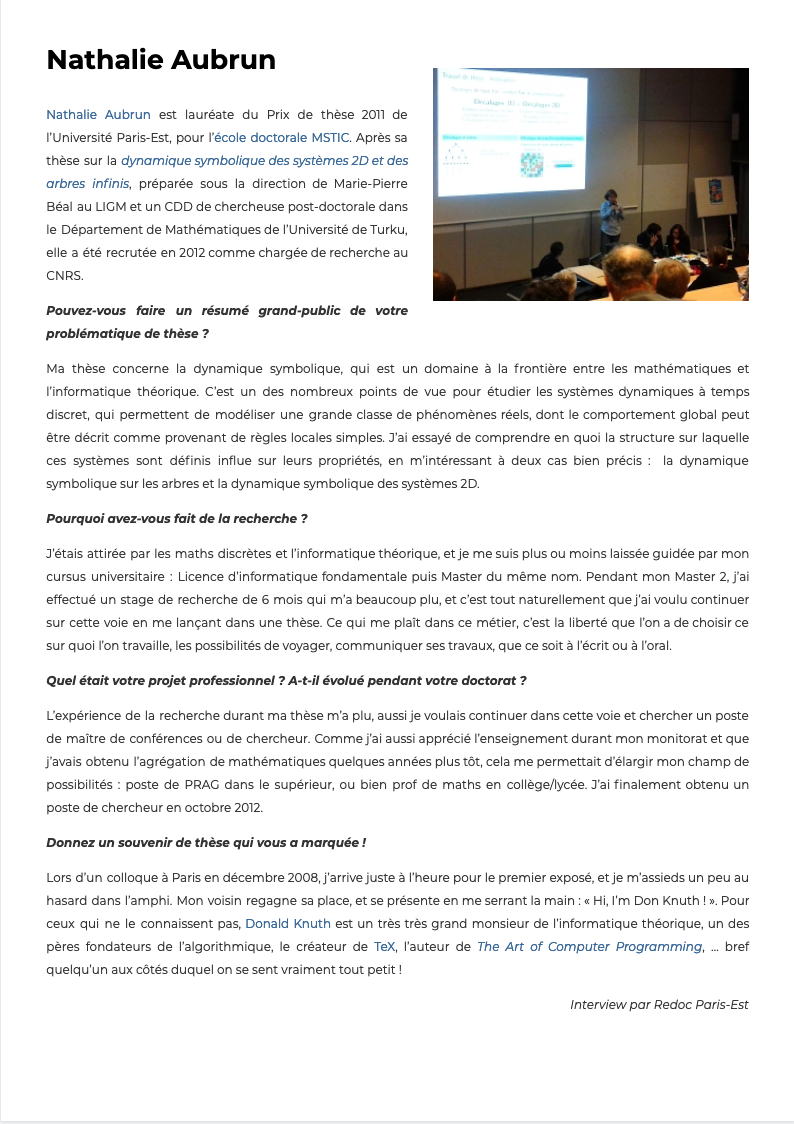 Nathalie Aubrun
Nathalie Aubrun est lauréate du Prix de thèse 2011 de
l’Université Paris-Est, pour l’école doctorale MSTIC. Après sa
thèse sur la dynamique symbolique des systèmes 2D et des
arbres infinis, préparée sous la direction de Marie-Pierre
Béal au LIGM et un CDD de chercheuse post-doctorale dans
le Département de Mathématiques de l’Université de Turku,
elle a été recrutée en 2012 comme chargée de recherche au
CNRS.
Pouvez-vous faire un résumé grand-public de votre
problématique de thèse ?
Ma thèse concerne la dynamique symbolique, qui est un domaine à la frontière entre les mathématiques et
l’informatique théorique. C’est un des nombreux points de vue pour étudier les systèmes dynamiques à temps
discret, qui permettent de modéliser une grande classe de phénomènes réels, dont le comportement global peut
être décrit comme provenant de règles locales simples. J’ai essayé de comprendre en quoi la structure sur laquelle
ces systèmes sont définis influe sur leurs propriétés, en m’intéressant à deux cas bien précis : la dynamique
symbolique sur les arbres et la dynamique symbolique des systèmes 2D.
Pourquoi avez-vous fait de la recherche ?
J’étais attirée par les maths discrètes et l’informatique théorique, et je me suis plus ou moins laissée guidée par mon
cursus universitaire : Licence d’informatique fondamentale puis Master du même nom. Pendant mon Master 2, j’ai
effectué un stage de recherche de 6 mois qui m’a beaucoup plu, et c’est tout naturellement que j’ai voulu continuer
sur cette voie en me lançant dans une thèse. Ce qui me plaît dans ce métier, c’est la liberté que l’on a de choisir ce
sur quoi l’on travaille, les possibilités de voyager, communiquer ses travaux, que ce soit à l’écrit ou à l’oral.
Quel était votre projet professionnel ? A-t-il évolué pendant votre doctorat ?
L’expérience de la recherche durant ma thèse m’a plu, aussi je voulais continuer dans cette voie et chercher un poste
de maître de conférences ou de chercheur. Comme j’ai aussi apprécié l’enseignement durant mon monitorat et que
j’avais obtenu l’agrégation de mathématiques quelques années plus tôt, cela me permettait d’élargir mon champ de
possibilités : poste de PRAG dans le supérieur, ou bien prof de maths en collège/lycée. J’ai finalement obtenu un
poste de chercheur en octobre 2012.
Donnez un souvenir de thèse qui vous a marquée !
Lors d’un colloque à Paris en décembre 2008, j’arrive juste à l’heure pour le premier exposé, et je m’assieds un peu au
hasard dans l’amphi. Mon voisin regagne sa place, et se présente en me serrant la main : « Hi, I’m Don Knuth ! ». Pour
ceux qui ne le connaissent pas, Donald Knuth est un très très grand monsieur de l’informatique théorique, un des
pères fondateurs de l’algorithmique, le créateur de TeX, l’auteur de The Art of Computer Programming, … bref
quelqu’un aux côtés duquel on se sent vraiment tout petit !
Interview par Redoc Paris-Est